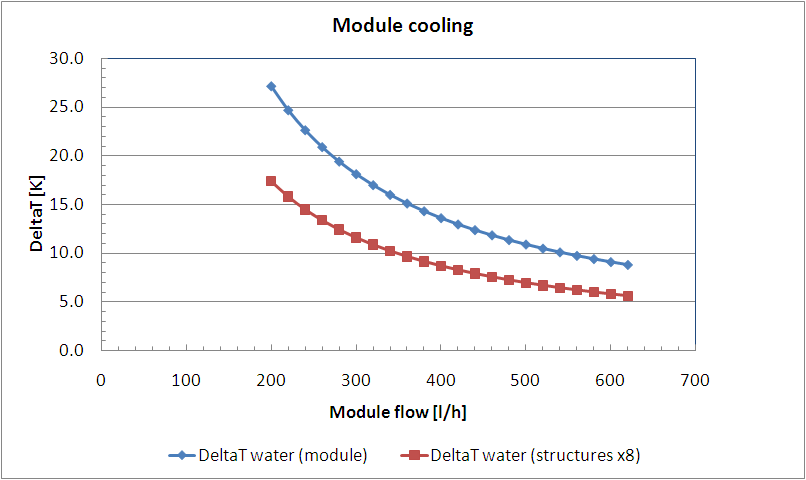 Module cooling
30.0
25.0
20.0
15.0
10.0
5.0
0.0
DeltaT [K]
0 100 200 300 400 500 600 700
Module flow [l/h]
DeltaT water (module) DeltaT water (structures x8)